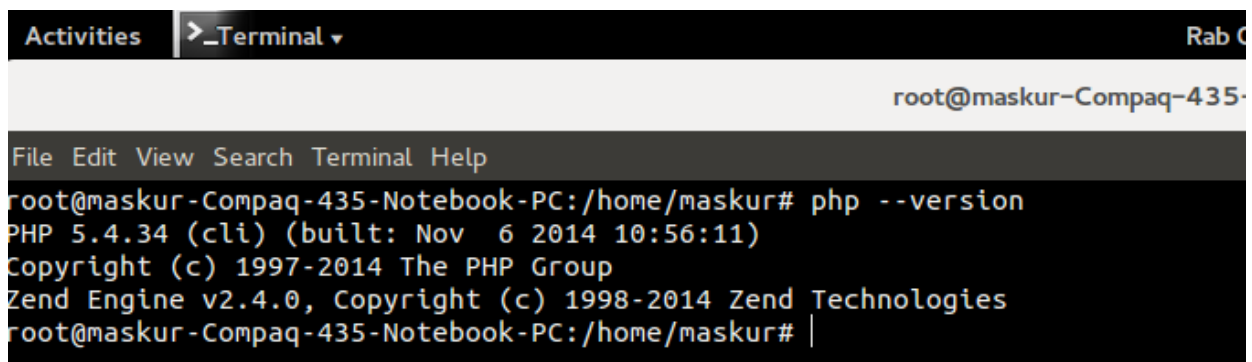 Activities >_Terminal ▾ Rab
root@maskur-Compaq-435-
File Edit View Search Terminal Help
root@maskur-Compaq-435-Notebook-PC:/home/maskur# php --version
PHP 5.4.34 (cli) (built: Nov  6 2014 10:56:11)
Copyright (c) 1997-2014 The PHP Group
Zend Engine v2.4.0, Copyright (c) 1998-2014 Zend Technologies
root@maskur-Compaq-435-Notebook-PC:/home/maskur#